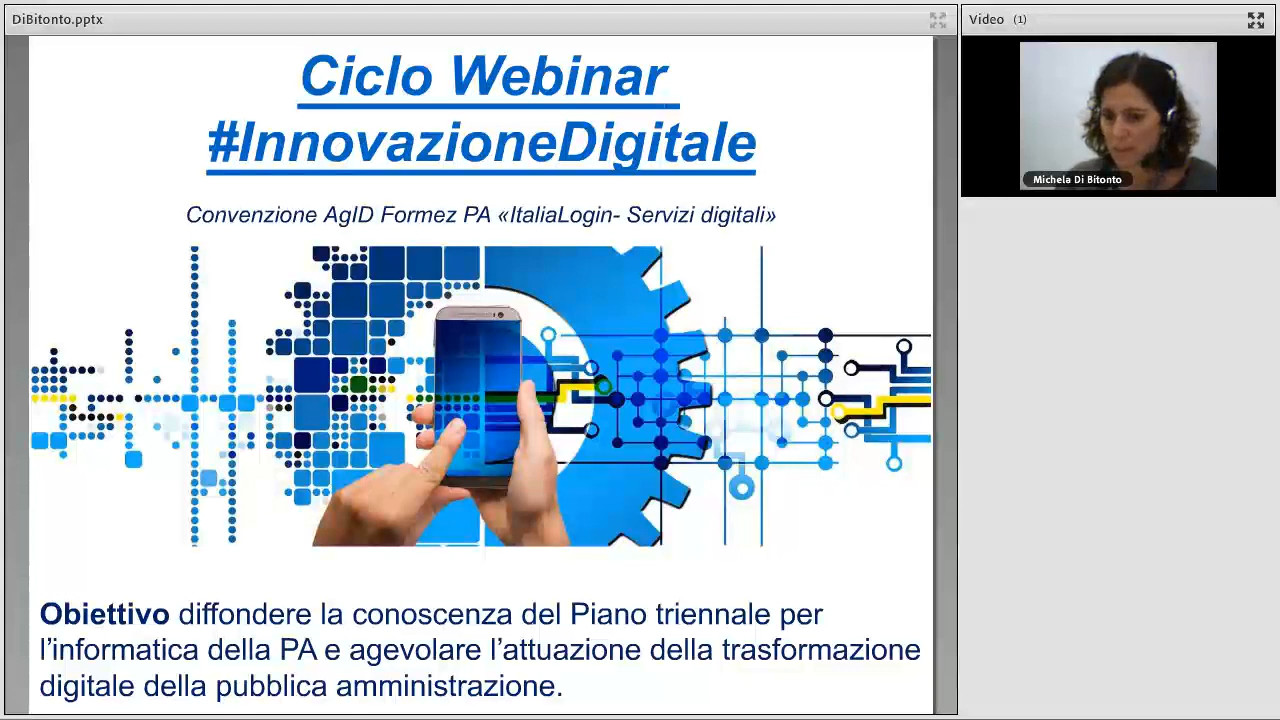 DiBitonto.pptx
Video (1)
Michela Di Bitonto
Ciclo Webinar
#InnovazioneDigitale
Convenzione AgID Formez PA «ItaliaLogin- Servizi digitali»
Obiettivo diffondere la conoscenza del Piano triennale per
l’informatica della PA e agevolare l’attuazione della trasformazione
digitale della pubblica amministrazione.